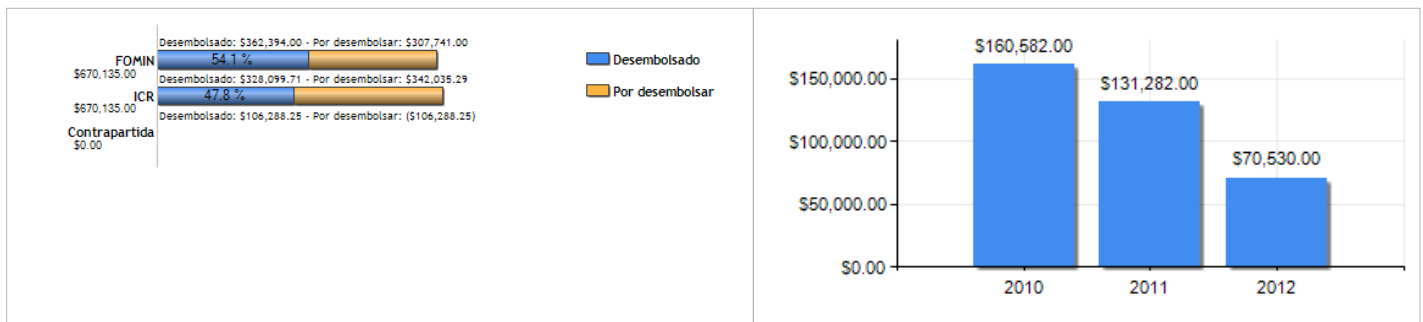 Desembolsado: $362,394.00 - Por desembolsar: $307,741.00
FOMIN
$670,135.00
54.1 %
Desembolsado: $328,099.71 - Por desembolsar: $342,035.29
ICR
$670,135.00
47.8 %
Desembolsado: $106,288.25 - Por desembolsar: ($106,288.25)
Contrapartida
$0.00
Desembolsado
Por desembolsar
$160,582.00
$131,282.00
$70,530.00
$150,000.00
$100,000.00
$50,000.00
$0.00
2010
2011
2012